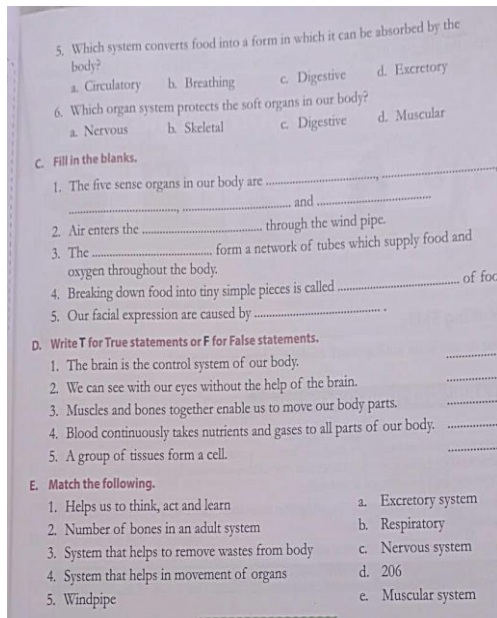 5. Which system converts food into a form in which it can be absorbed by the
body?
a. Circulatory b. Breathing c. Digestive d. Excretory
6. Which organ system protects the soft organs in our body?
a. Nervous b. Skeletal c. Digestive d. Muscular
C. Fill in the blanks.
1. The five sense organs in our body are ........................., .........................
........................., ......................... and .........................
2. Air enters the ......................... through the wind pipe.
3. The ......................... form a network of tubes which supply food and
oxygen throughout the body.
4. Breaking down food into tiny simple pieces is called ......................... of
5. Our facial expression are caused by ......................... .
D. Write T for True statements or F for False statements.
1. The brain is the control system of our body. ............
2. We can see with our eyes without the help of the brain. ............
3. Muscles and bones together enable us to move our body parts. ............
4. Blood continuously takes nutrients and gases to all parts of our body. ............
5. A group of tissues form a cell. ............
E. Match the following.
1. Helps us to think, act and learn a. Excretory system
2. Number of bones in an adult system b. Respiratory
3. System that helps to remove wastes from body c. Nervous system
4. System that helps in movement of organs d. 206
5. Windpipe e. Muscular system